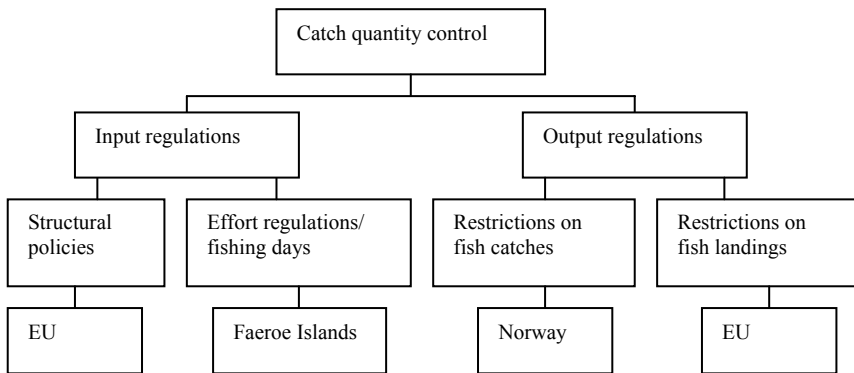 Catch quantity control
Input regulations
Output regulations
Structural
policies
Effort regulations/
fishing days
Restrictions on
fish catches
Restrictions on
fish landings
EU
Faeroe Islands
Norway
EU